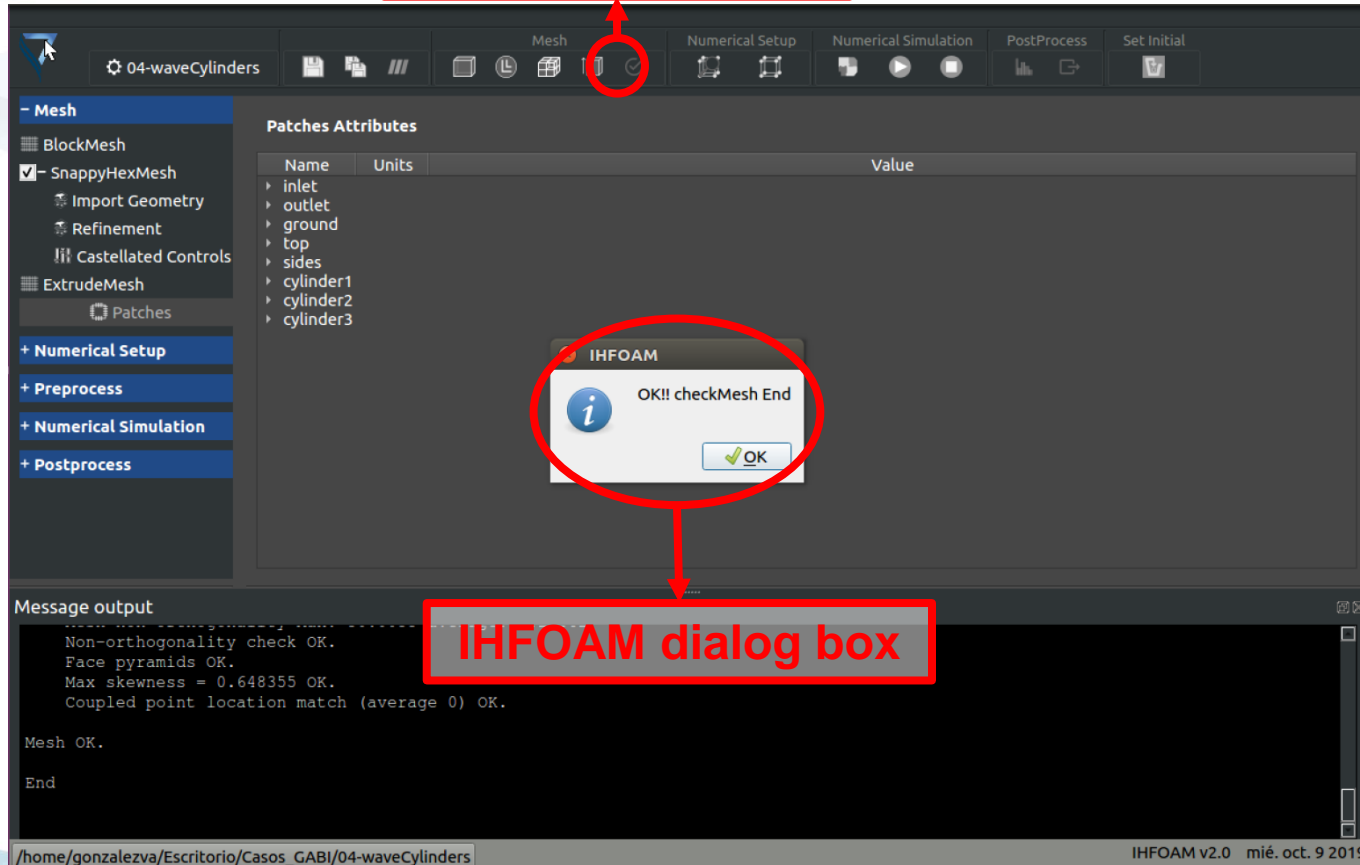 Mesh
Numerical Setup
Numerical Simulation
PostProcess
Set Initial
04-waveCylinders
− Mesh
BlockMesh
− SnappyHexMesh
Import Geometry
Refinement
Castellated Controls
ExtrudeMesh
Patches
+ Numerical Setup
+ Preprocess
+ Numerical Simulation
+ Postprocess
Patches Attributes
Name Units Value
inlet
outlet
ground
top
sides
cylinder1
cylinder2
cylinder3
IHFOAM
OK!! checkMesh End
OK
IHFOAM dialog box
Message output
Non-orthogonality check OK.
Face pyramids OK.
Max skewness = 0.648355 OK.
Coupled point location match (average 0) OK.
Mesh OK.
End
/home/gonzalezva/Escritorio/Casos_GABI/04-waveCylinders
IHFOAM v2.0 mié. oct. 9 2019